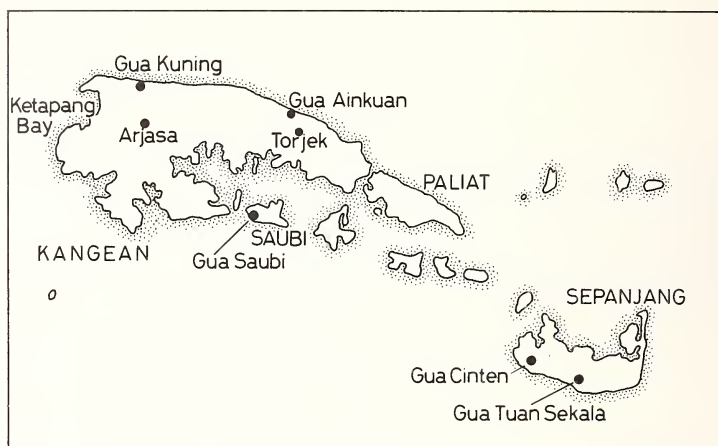 Gua Kuning
Ketapang
Bay
Gua Ainkuan
Arjasa
Torjek
PALIAT
SAUBI
Gua Saubi
KANGEAN
SEPANJANG
Gua Cinten
Gua Tuan Sekala